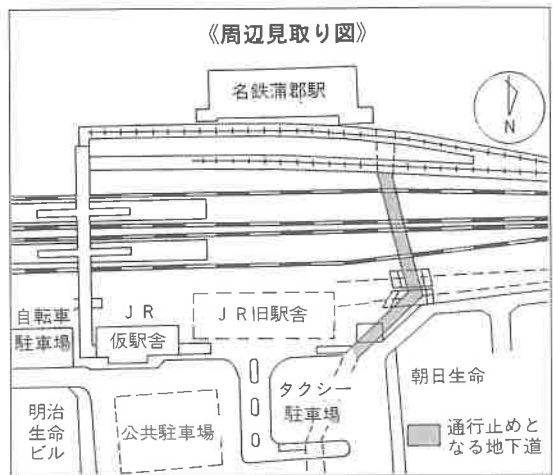 《周辺見取り図》
名鉄蒲郡駅
N
自転車
駐車場
JR
仮駅舎
JR旧駅舎
タクシー
駐車場
朝日生命
明治
生命
ビル
公共駐車場
通行止めと
なる地下道